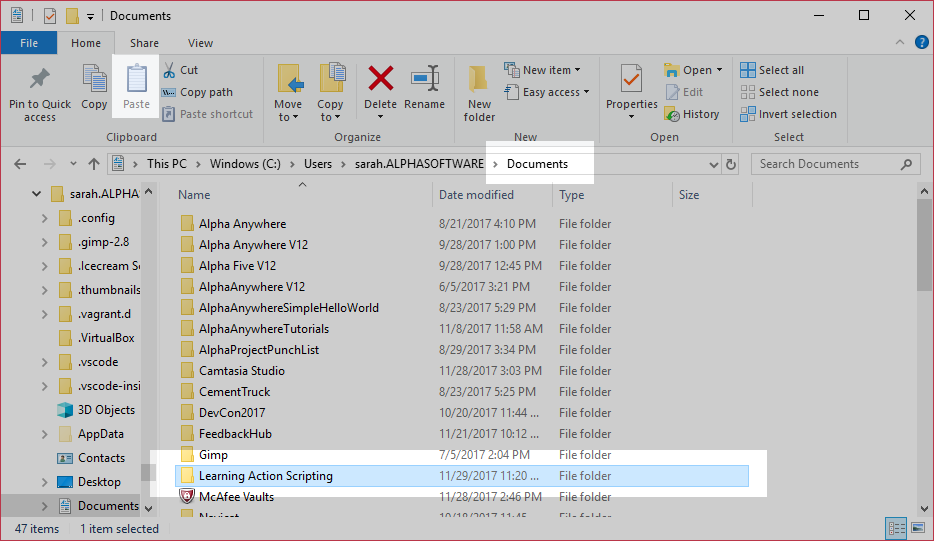 Documents
File Home Share View
Pin to Quick access
Copy
Paste
Cut
Copy path
Paste shortcut
Clipboard
Move to
Copy to
Delete
Rename
Organize
New folder
New item
Easy access
New
Properties
Open
Edit
History
Open
Select all
Select none
Invert selection
Select
This PC > Windows (C:) > Users > sarah.ALPHASOFTWARE > Documents
Search Documents
sarah.ALPHA
.config
.gimp-2.8
.Icecream Sc
.thumbnails
.vagrant.d
.VirtualBox
.vscode
.vscode-insi
3D Objects
AppData
Contacts
Desktop
Documents
Name Date modified Type Size
Alpha Anywhere 8/21/2017 4:10 PM File folder
Alpha Anywhere V12 9/28/2017 1:00 PM File folder
Alpha Five V12 9/28/2017 12:45 PM File folder
AlphaAnywhere V12 6/5/2017 3:21 PM File folder
AlphaAnywhereSimpleHelloWorld 8/23/2017 5:29 PM File folder
AlphaAnywhereTutorials 11/8/2017 11:58 AM File folder
AlphaProjectPunchList 8/29/2017 3:34 PM File folder
Camtasia Studio 11/28/2017 3:03 PM File folder
CementTruck 8/23/2017 5:25 PM File folder
DevCon2017 10/20/2017 11:44 ... File folder
FeedbackHub 11/21/2017 10:12 ... File folder
Gimp 7/5/2017 2:04 PM File folder
Learning Action Scripting 11/29/2017 11:20 ... File folder
McAfee Vaults 11/28/2017 2:46 PM File folder
47 items 1 item selected